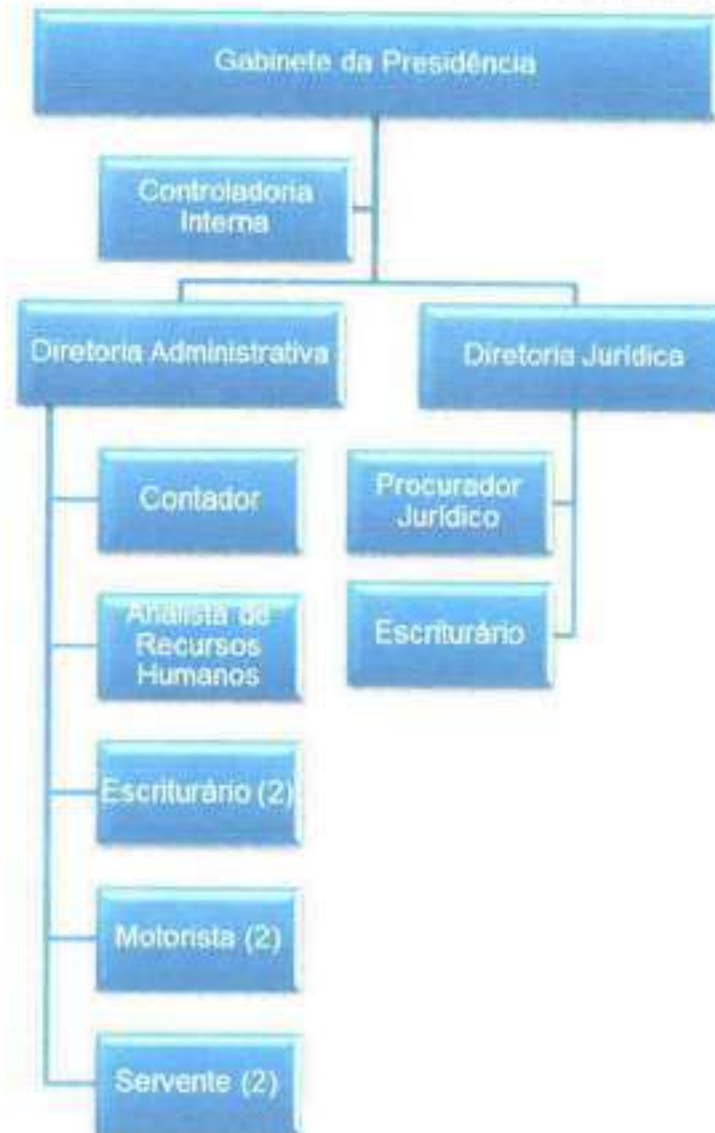 Gabinete da Presidência
Controladoria
Interna
Diretoria Administrativa
Diretoria Jurídica
Contador
Analista de
Recursos
Humanos
Escriturário (2)
Motorista (2)
Servente (2)
Procurador
Jurídico
Escriturário